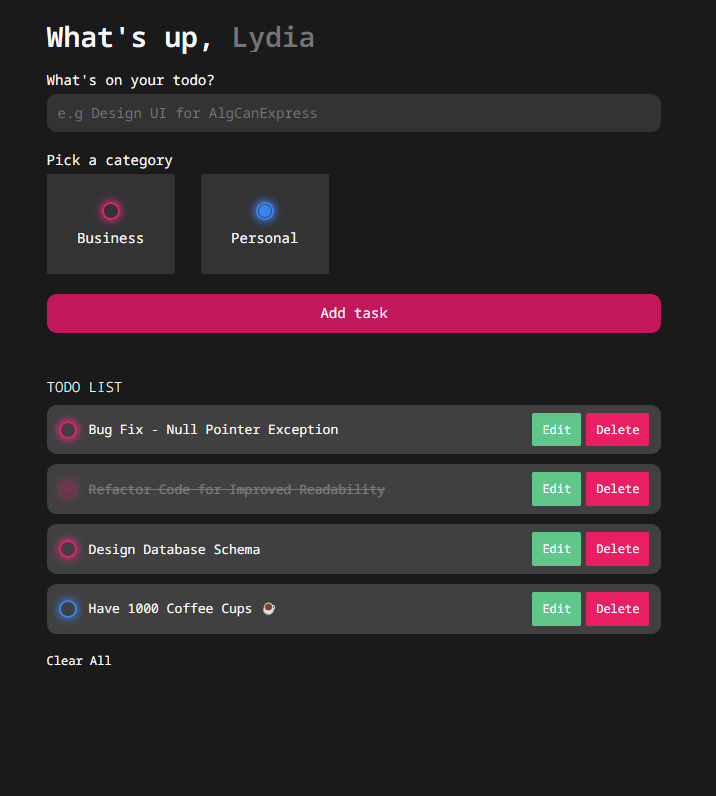 What's up, Lydia
What's on your todo?
e.g Design UI for AlgCanExpress
Pick a category
Business Personal
Add task
TODO LIST
Bug Fix - Null Pointer Exception Edit Delete
Refactor Code for Improved Readability Edit Delete
Design Database Schema Edit Delete
Have 1000 Coffee Cups ☕ Edit Delete
Clear All